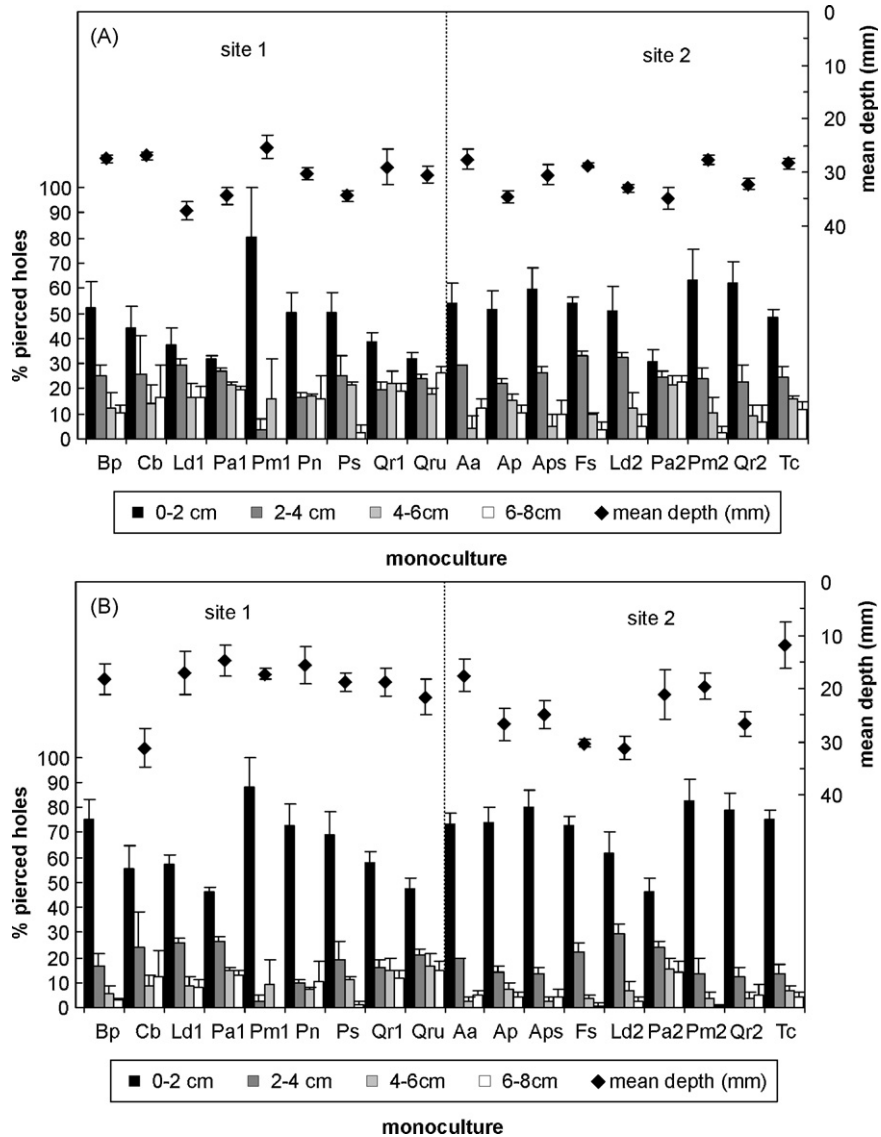 (A)
site 1
site 2
0
10
20
30
40
mean depth (mm)
100
90
80
70
60
50
40
30
20
10
0
% pierced holes
Bp Cb Ld1 Pa1 Pm1 Pn Ps Qr1 Qru Aa Ap Aps Fs Ld2 Pa2 Pm2 Qr2 Tc
0-2 cm 2-4 cm 4-6cm 6-8cm mean depth (mm)
monoculture
(B)
site 1
site 2
0
10
20
30
40
mean depth (mm)
100
90
80
70
60
50
40
30
20
10
0
% pierced holes
Bp Cb Ld1 Pa1 Pm1 Pn Ps Qr1 Qru Aa Ap Aps Fs Ld2 Pa2 Pm2 Qr2 Tc
0-2 cm 2-4 cm 4-6cm 6-8cm mean depth (mm)
monoculture